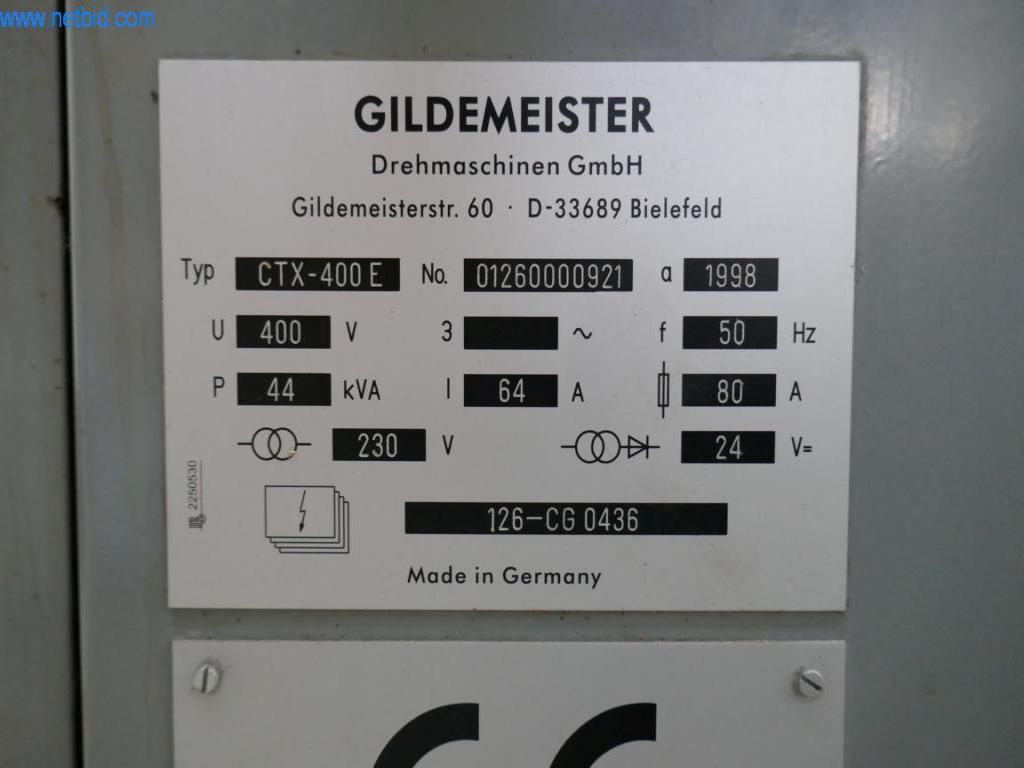 www.netbid.com
GILDEMEISTER
Drehmaschinen GmbH
Gildemeisterstr. 60 · D-33689 Bielefeld
Typ CTX-400 E No. 01260000921 a 1998
U 400 V 3 ~ f 50 Hz
P 44 kVA I 64 A 80 A
230 V 24 V=
2250530
126-CG 0436
Made in Germany
CE